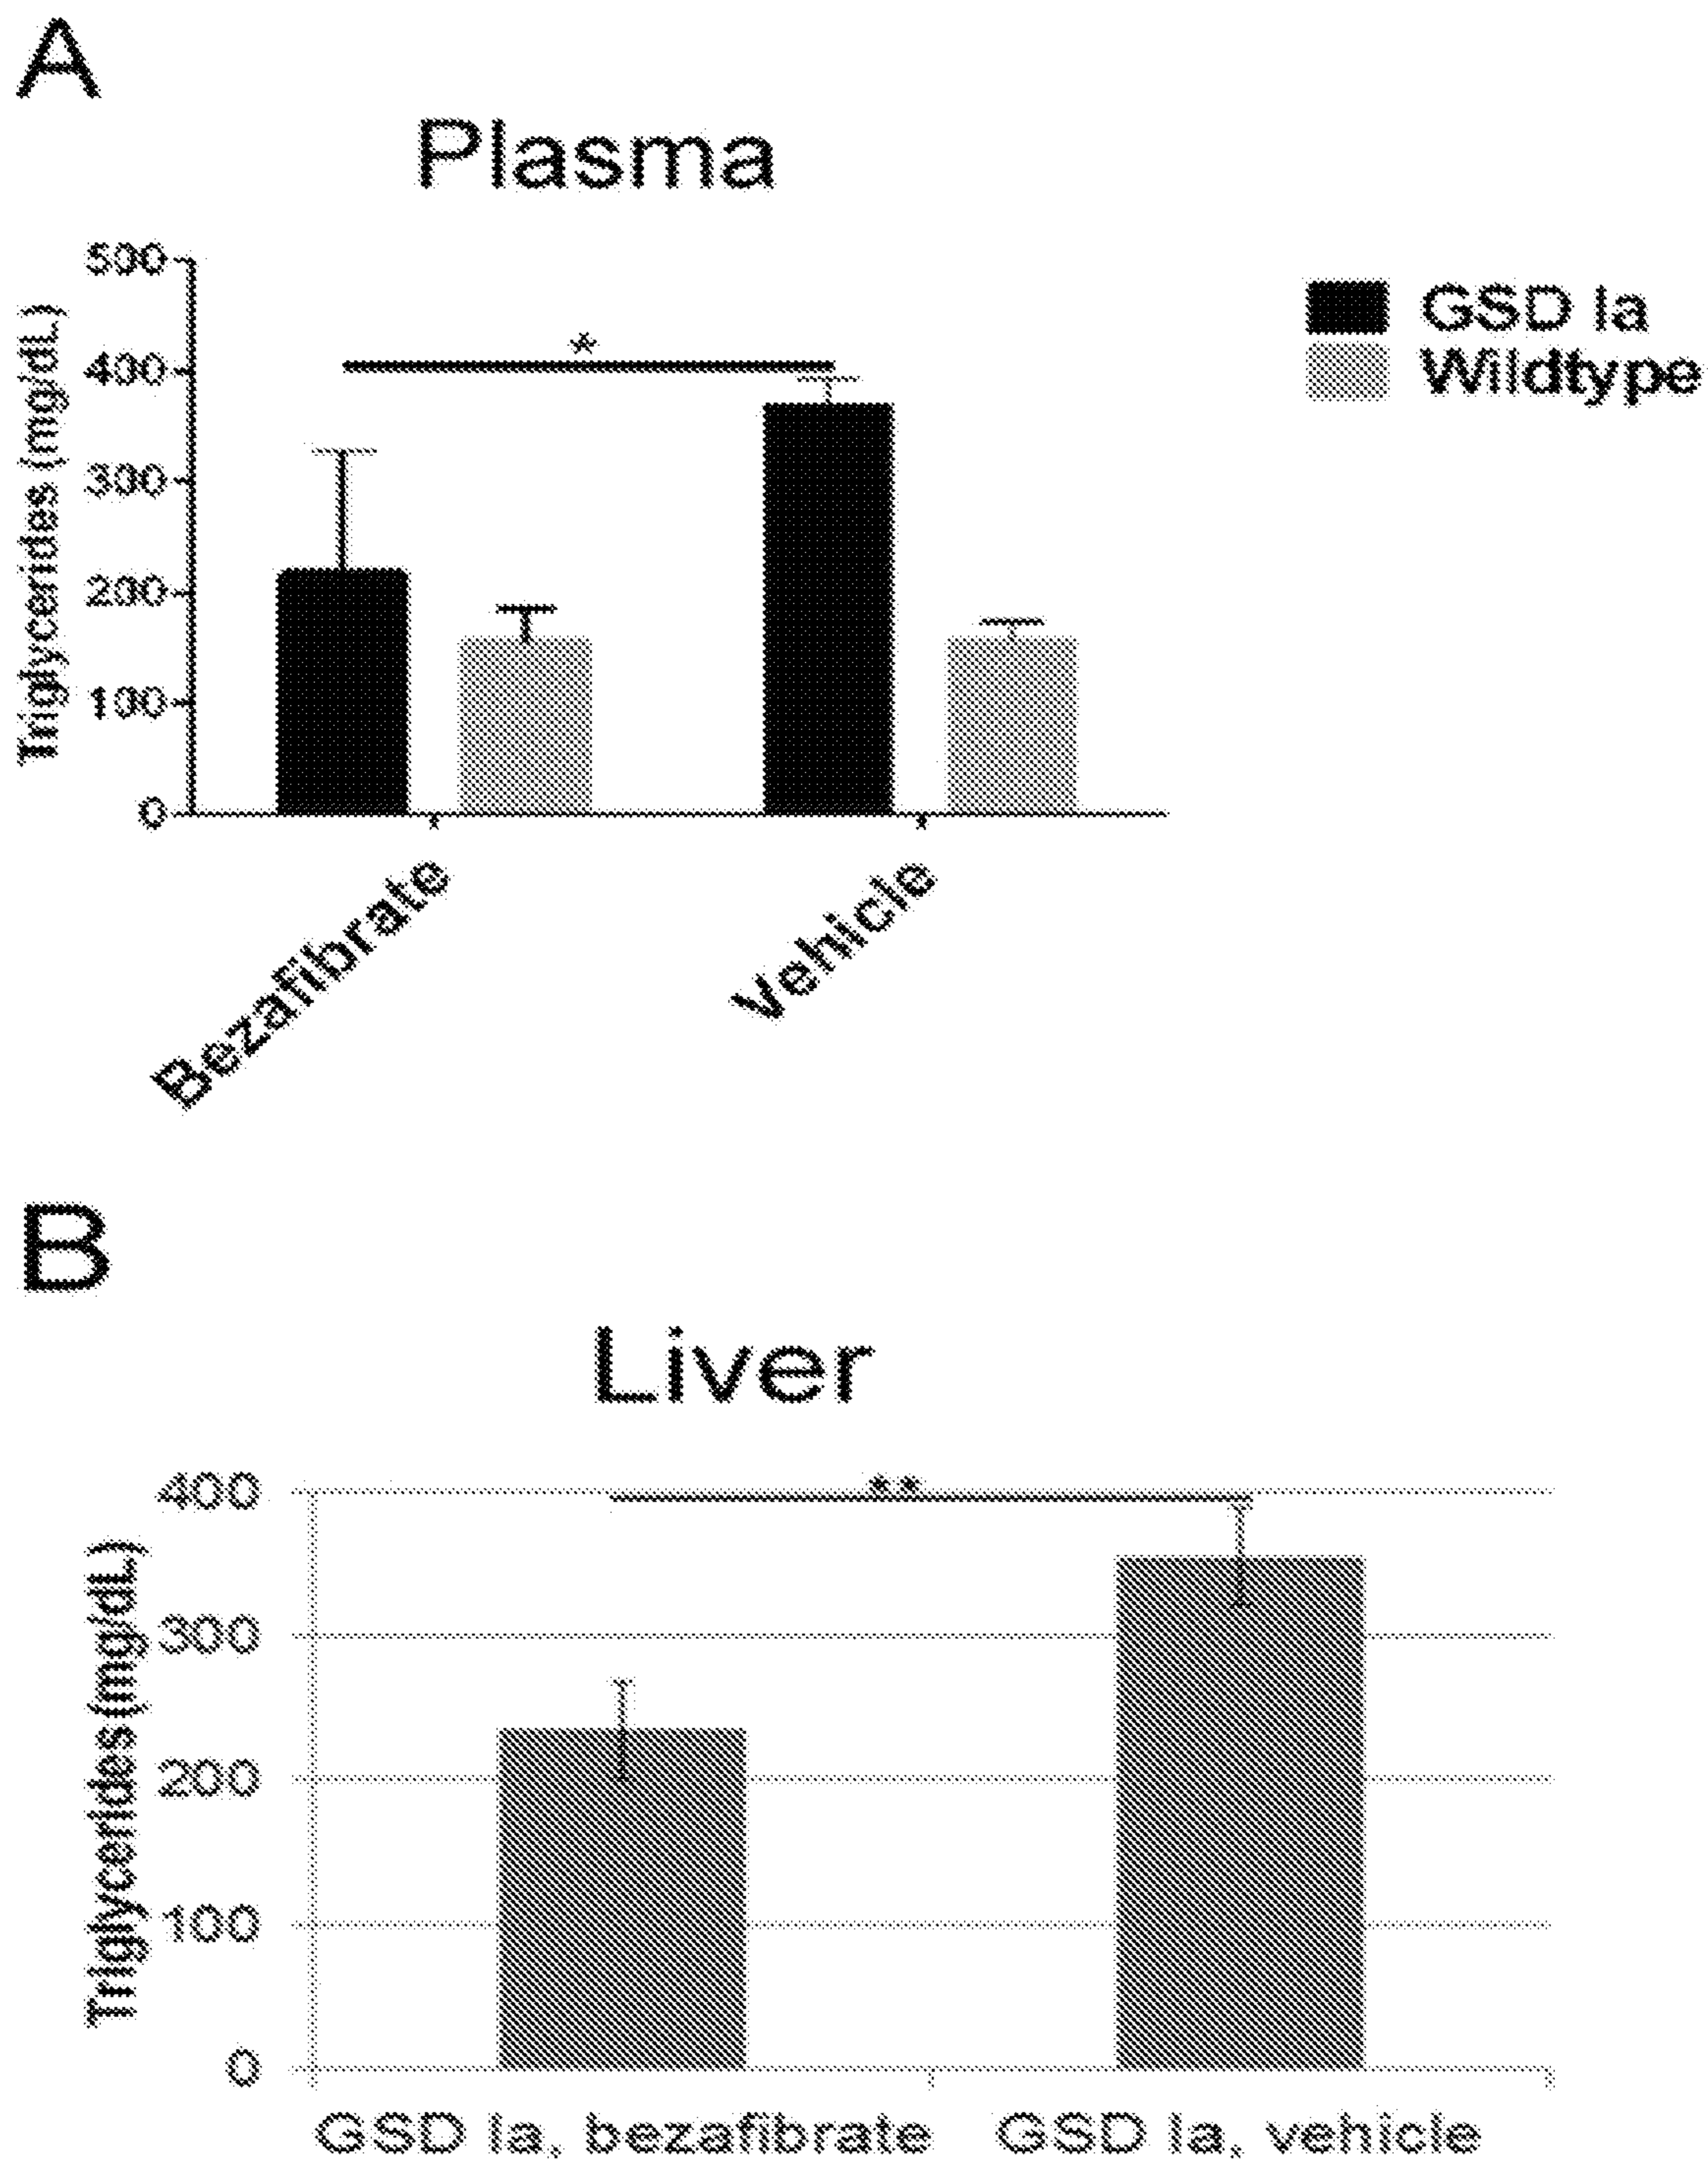 A
Plasma
500
400
300
200
100
0
Triglycerides (mg/dL)
*
GSD Ia
Wildtype
Bezafibrate
Vehicle
B
Liver
400
300
200
100
0
Triglycerides(mg/dL)
**
GSD Ia, bezafibrate
GSD Ia, vehicle